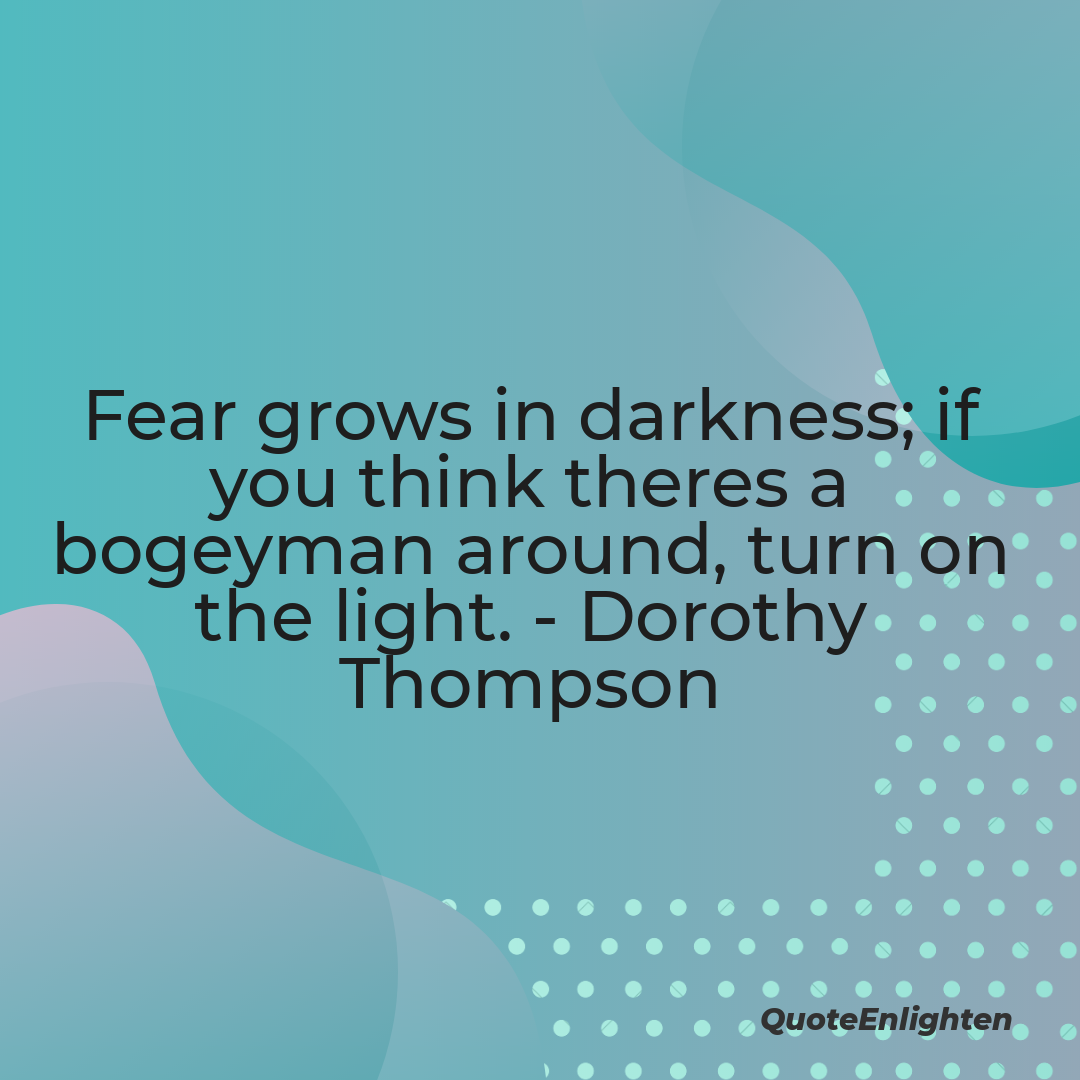 Fear grows in darkness; if
you think theres a
bogeyman around, turn on
the light. - Dorothy
Thompson
QuoteEnlighten